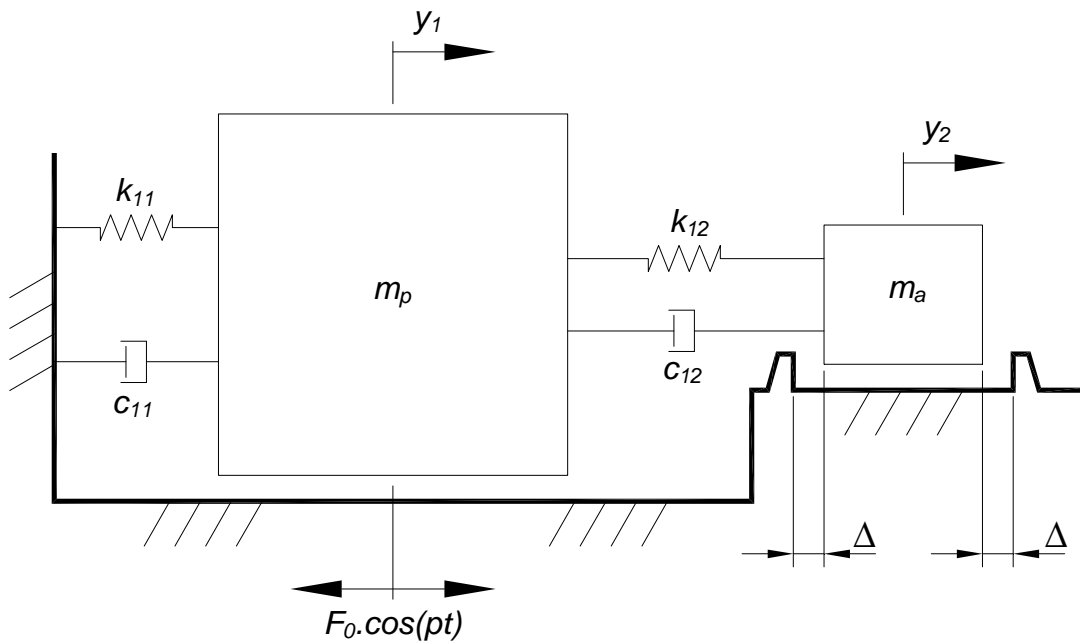 y₁
y₂
k₁₁
k₁₂
mₚ
mₐ
c₁₂
c₁₁
Δ
Δ
F₀.cos(pt)